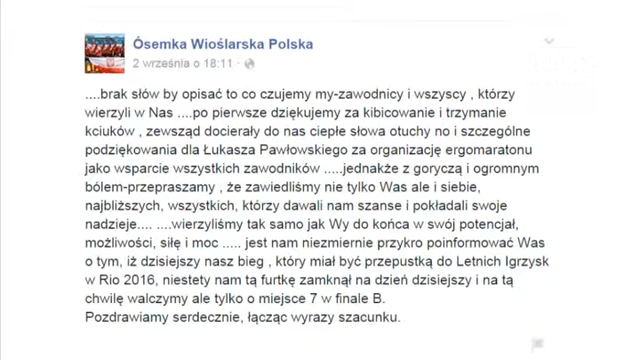 Ósemka Wioślarska Polska
2 września o 18:11 ·
....brak słów by opisać to co czujemy my-zawodnicy i wszyscy , którzy
wierzyli w Nas ....po pierwsze dziękujemy za kibicowanie i trzymanie
kciuków , zewsząd docierały do nas ciepłe słowa otuchy no i szczególne
podziękowania dla Łukasza Pawłowskiego za organizację ergomaratonu
jako wsparcie wszystkich zawodników .....jednakże z goryczą i ogromnym
bólem-przepraszamy , że zawiedliśmy nie tylko Was ale i siebie,
najbliższych, wszystkich, którzy dawali nam szanse i pokładali swoje
nadzieje.... ....wierzyliśmy tak samo jak Wy do końca w swój potencjał,
możliwości, siłę i moc ..... jest nam niezmiernie przykro poinformować Was
o tym, iż dzisiejszy nasz bieg , który miał być przepustką do Letnich Igrzysk
w Rio 2016, niestety nam tą furtkę zamknął na dzień dzisiejszy i na tą
chwilę walczymy ale tylko o miejsce 7 w finale B.
Pozdrawiamy serdecznie, łącząc wyrazy szacunku.